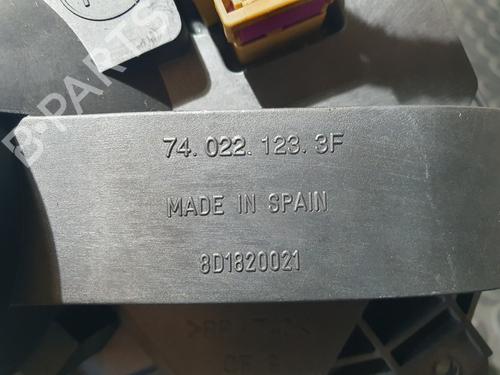 B-PARTS
74. 022. 123. 3F
MADE IN SPAIN
8D1820021